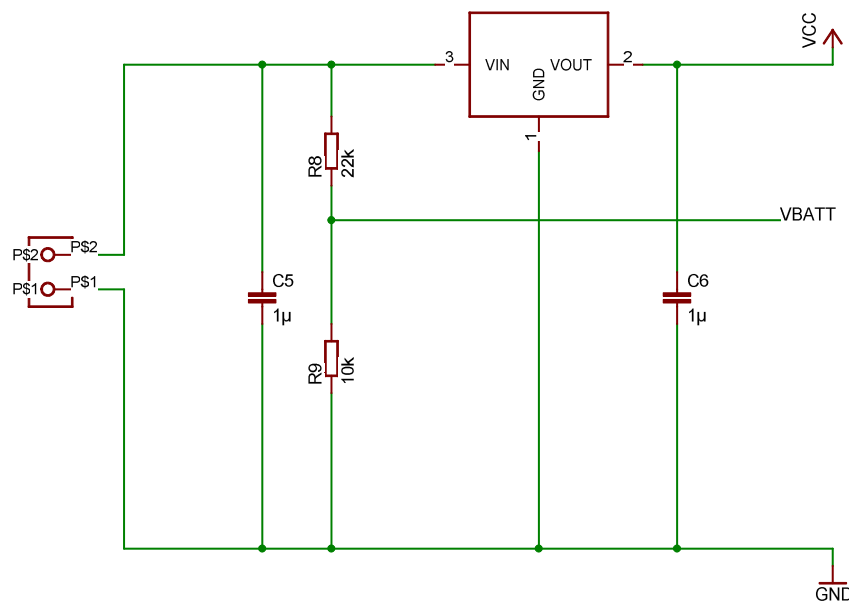 VCC
3
VIN
GND
VOUT
2
1
R8
22k
VBATT
P$2
P$2
P$1
P$1
C5
1µ
C6
1µ
R9
10k
GND